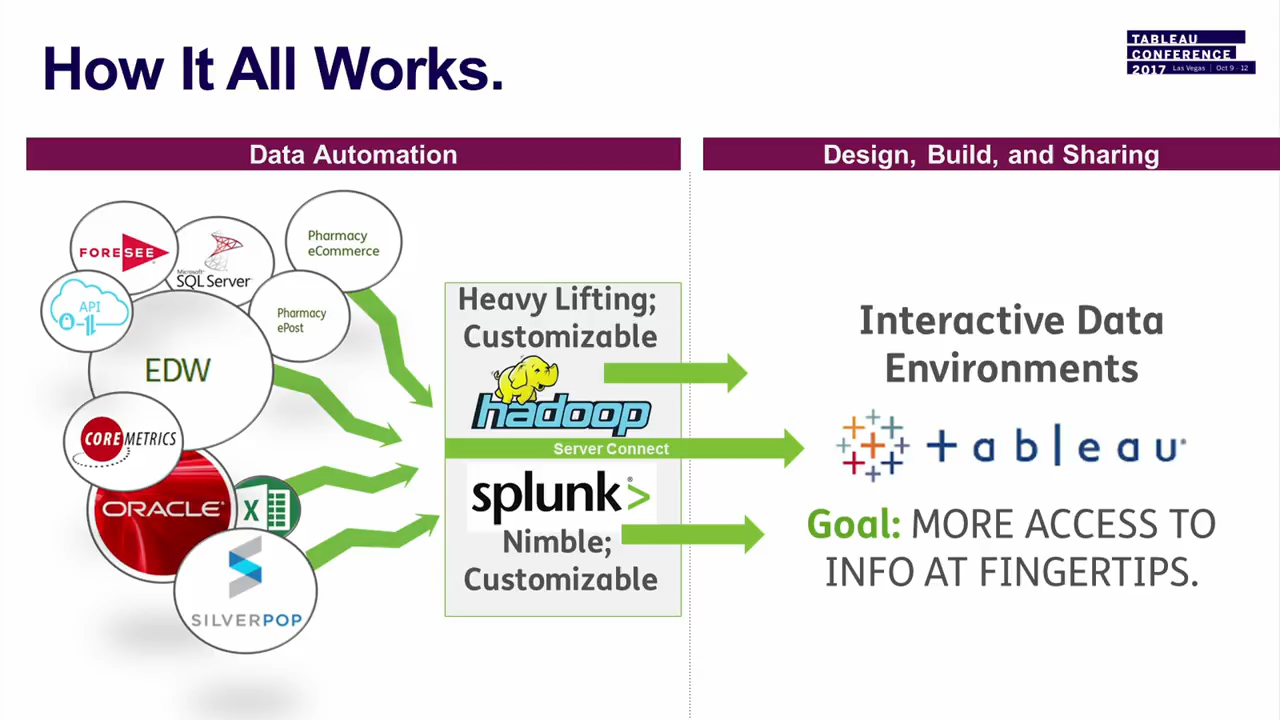 How It All Works.
TABLEAU
CONFERENCE
2017 Las Vegas | Oct 9 - 12
Data Automation
Design, Build, and Sharing
FORESEE
Microsoft
SQL Server
Pharmacy
eCommerce
API
Pharmacy
ePost
EDW
COREMETRICS
ORACLE
X
SILVERPOP
Heavy Lifting;
Customizable
hadoop
Server Connect
splunk>
Nimble;
Customizable
Interactive Data
Environments
+ableau
Goal: MORE ACCESS TO
INFO AT FINGERTIPS.